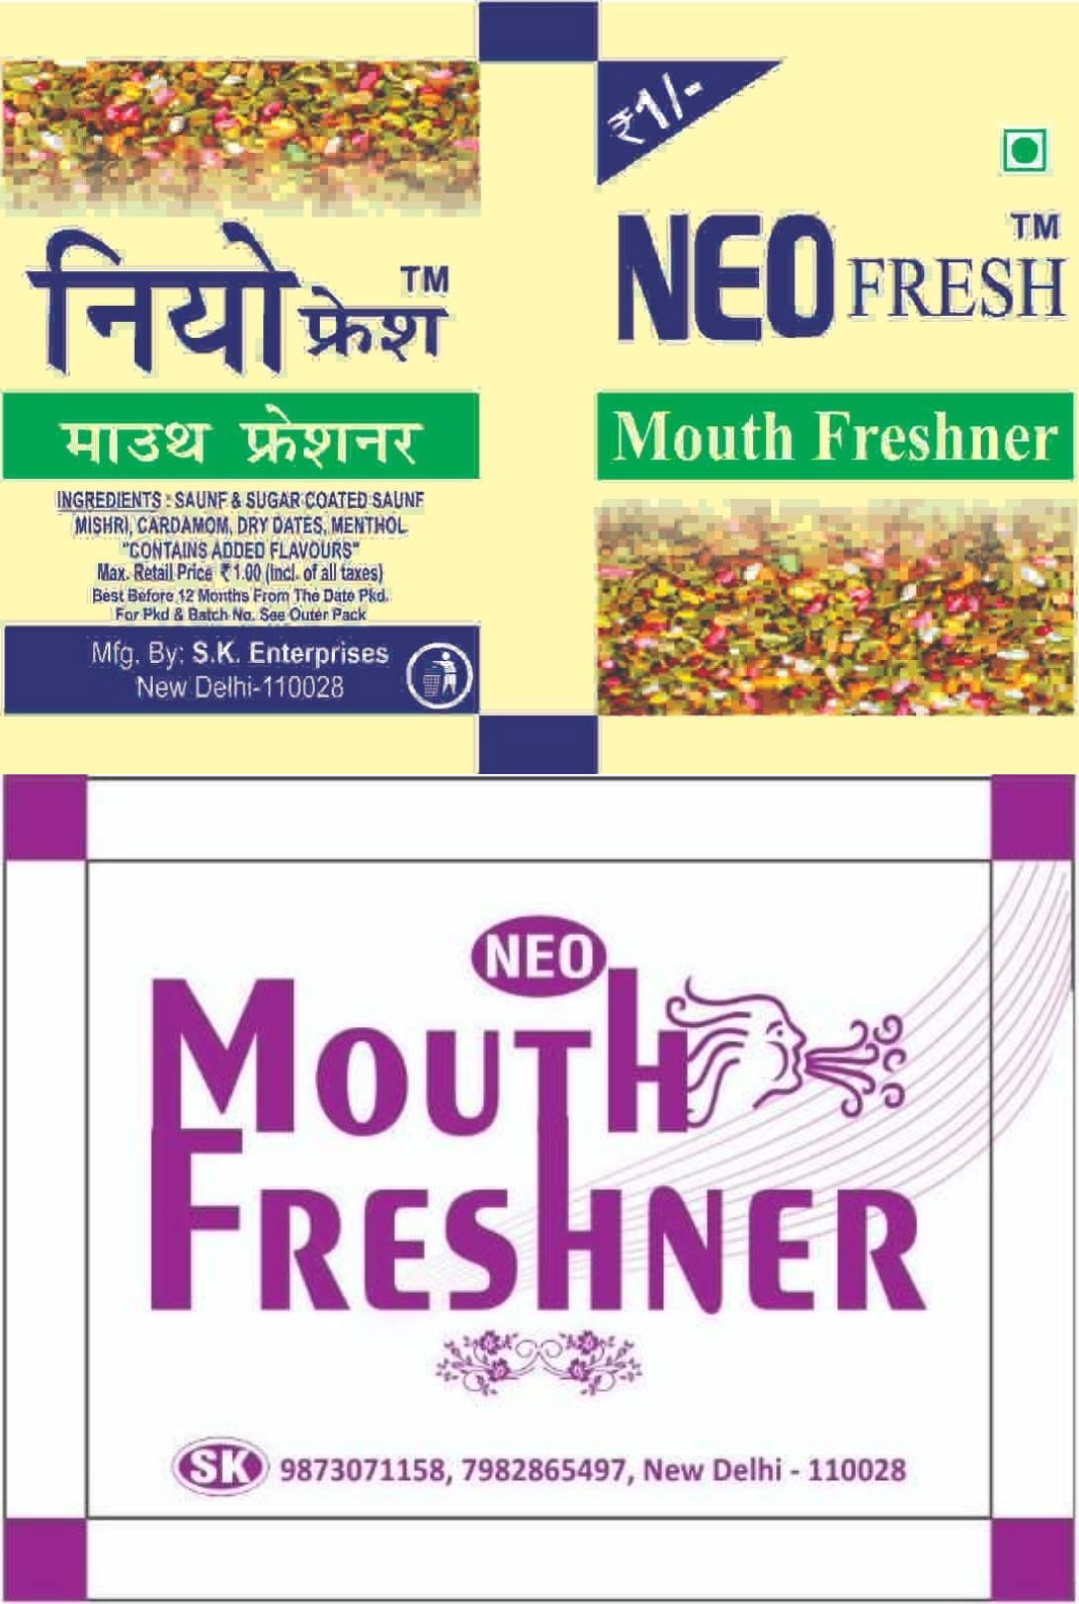 नियो फ्रेश TM
माउथ फ्रेशनर
INGREDIENTS : SAUNF & SUGAR COATED SAUNF
MISHRI, CARDAMOM, DRY DATES, MENTHOL
"CONTAINS ADDED FLAVOURS"
Max. Retail Price ₹ 1.00 (incl. of all taxes)
Best Before 12 Months From The Date Pkd.
For Pkd & Batch No. See Outer Pack
Mfg. By: S.K. Enterprises
New Delhi-110028
₹1/-
NEO FRESH TM
Mouth Freshner
NEO
MOUTH
FRESHNER
SK 9873071158, 7982865497, New Delhi - 110028